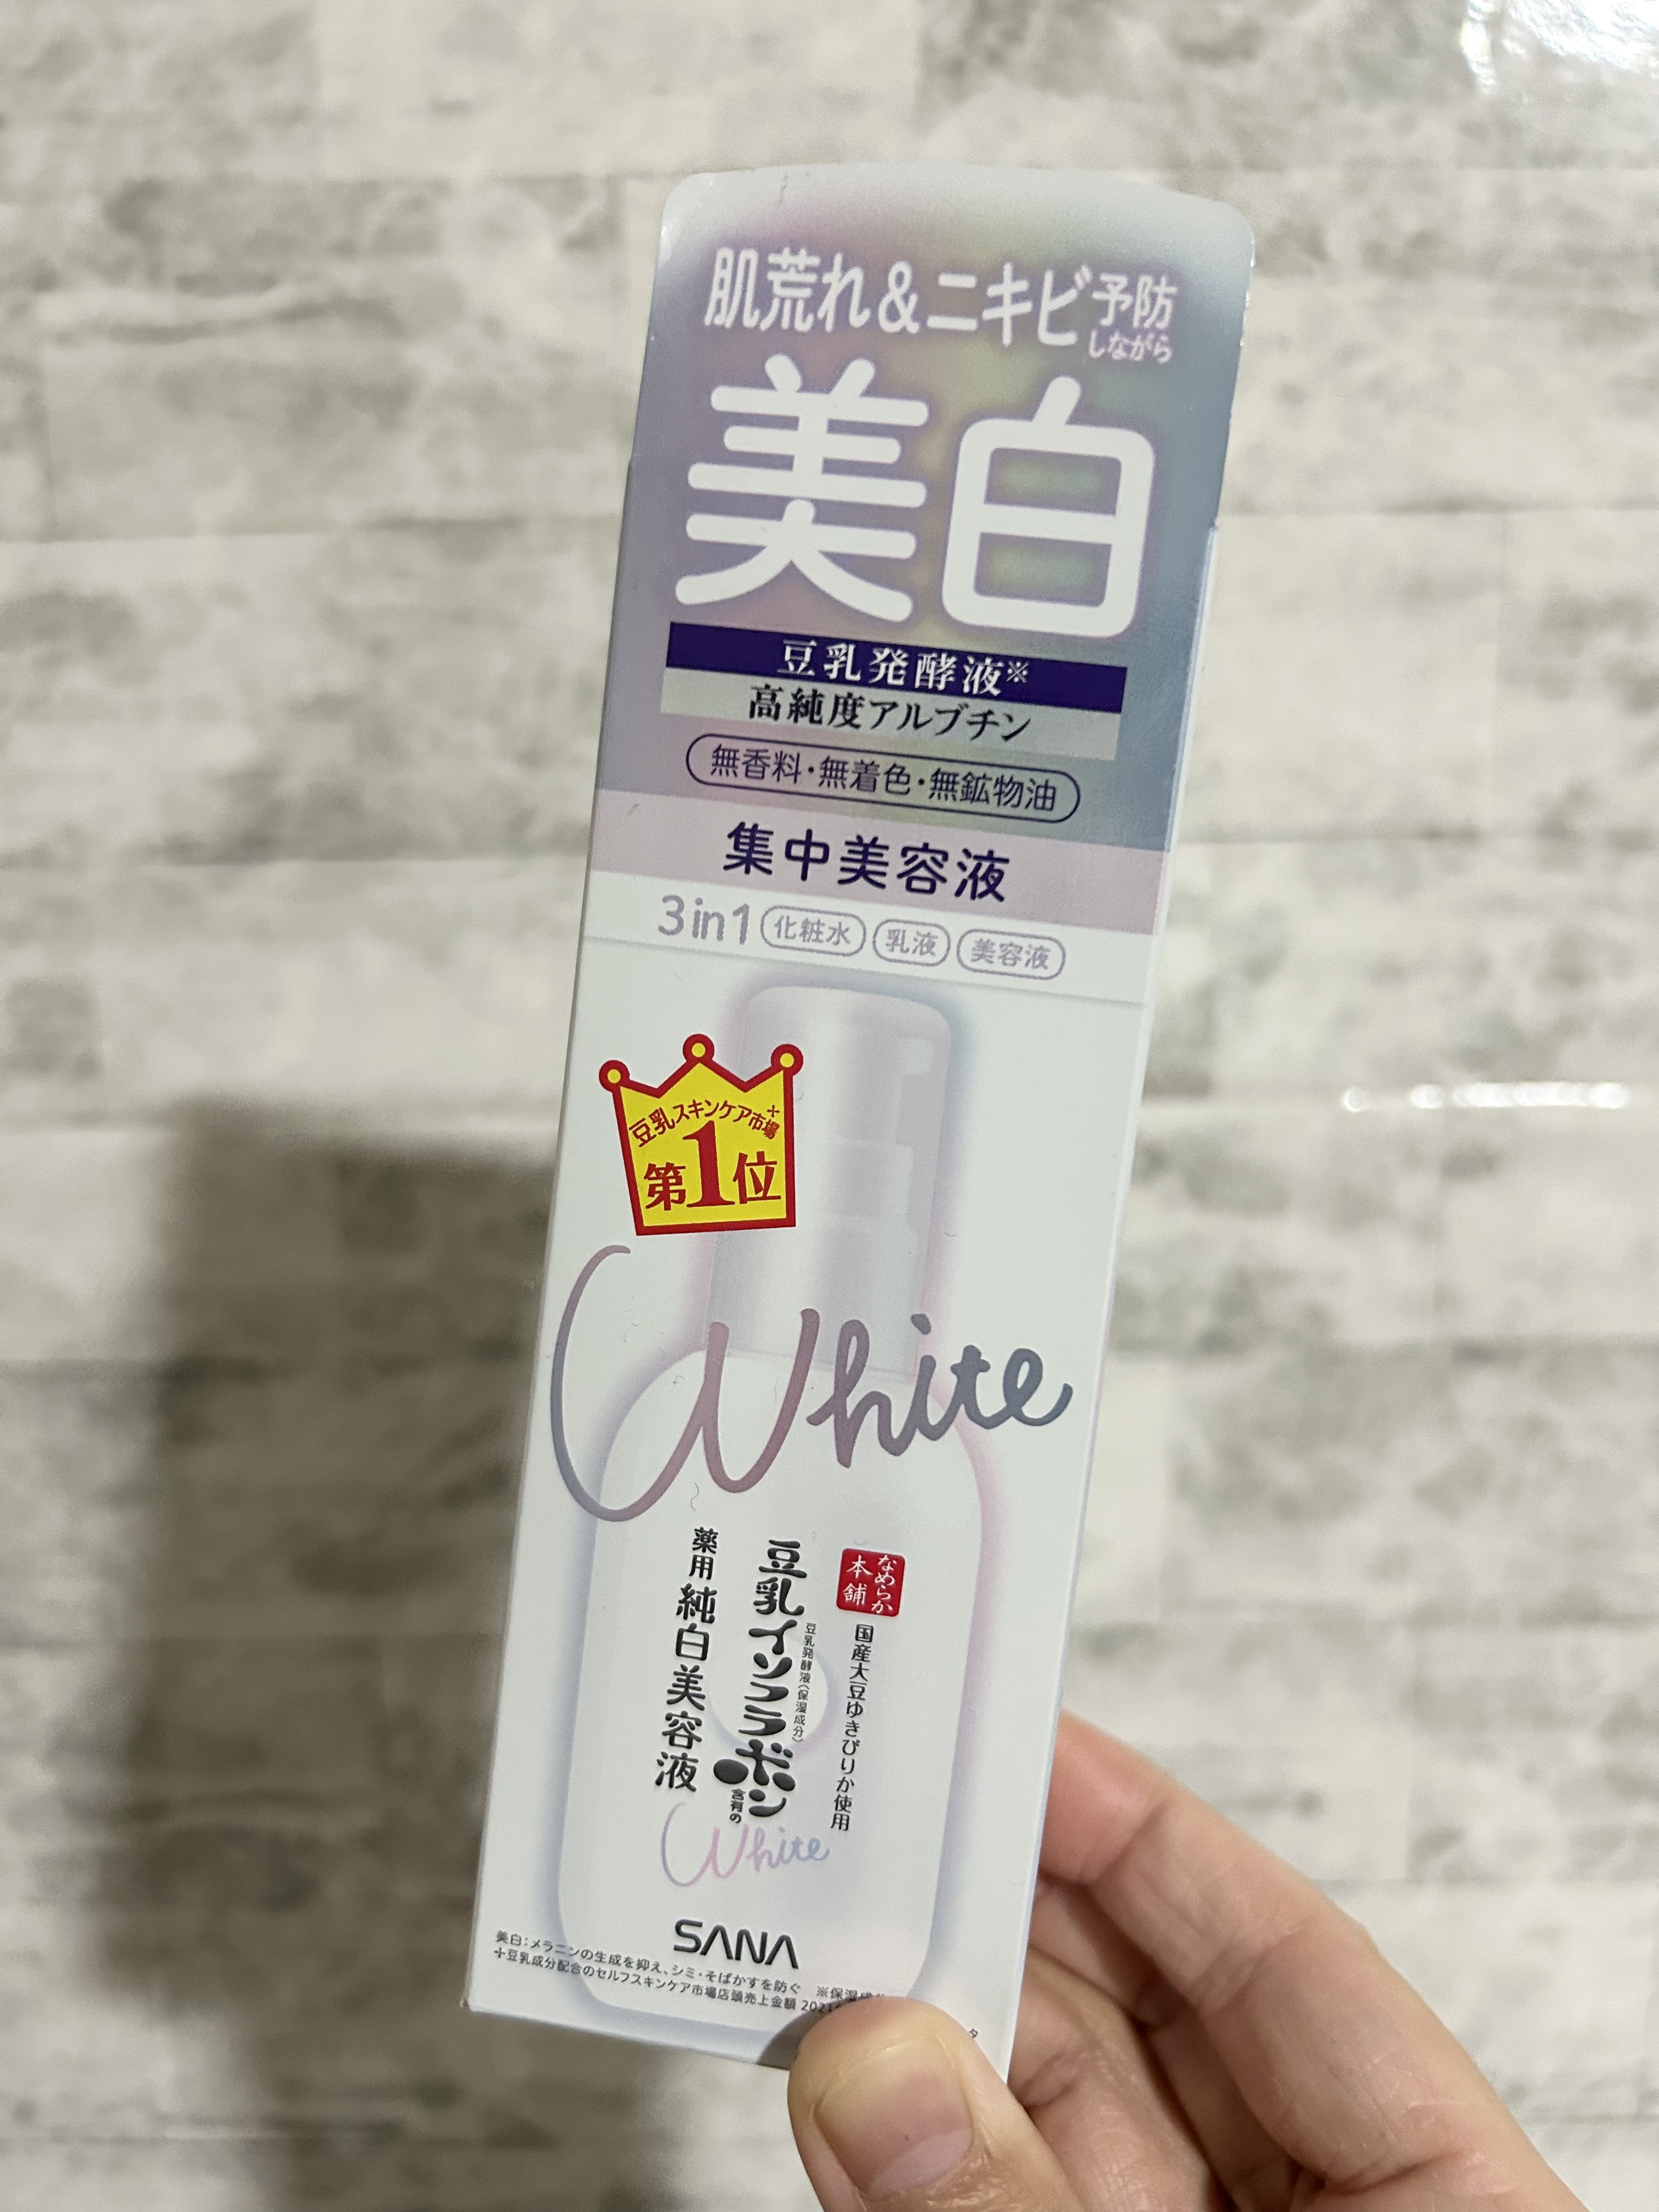 肌荒れ&ニキビ予防しながら
美白
豆乳発酵液※
高純度アルブチン
無香料・無着色・無鉱物油
集中美容液
3in1 化粧水 乳液 美容液
豆乳スキンケア市場＋
第1位
White
なめらか本舗
国産大豆ゆきぴりか使用
豆乳発酵液(保湿成分)
豆乳イソフラボン含有の
薬用純白美容液
White
SANA
美白:メラニンの生成を抑え、シミ・そばかすを防ぐ ※保湿成分
＋豆乳成分配合のセルフスキンケア市場店頭売上金額 2021